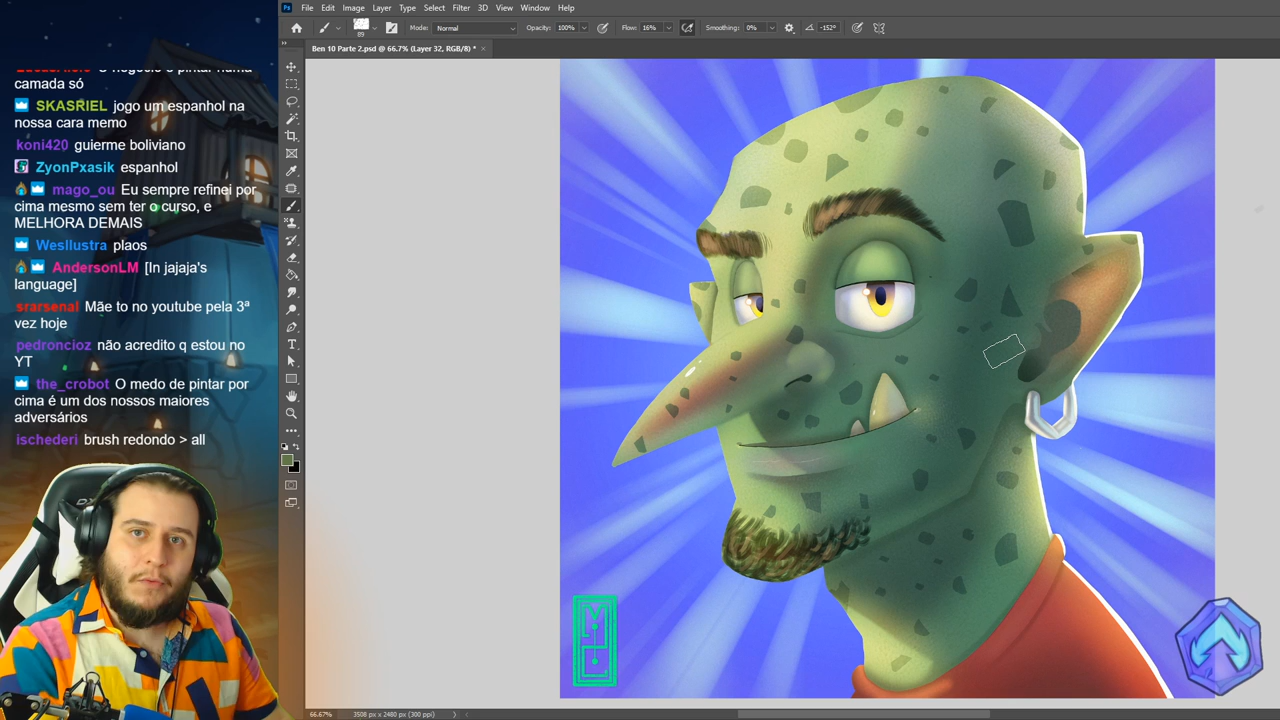 File Edit Image Layer Type Select Filter 3D View Window Help
89 Mode: Normal Opacity: 100% Flow: 16% Smoothing: 0% -152°
Ben 10 Parte 2.psd @ 66.7% (Layer 32, RGB/8) *
camada só
SKASRIEL jogo um espanhol na
nossa cara memo
koni420 guierme boliviano
ZyonPxasik espanhol
mago_ou Eu sempre refinei por
cima mesmo sem ter o curso, e
MELHORA DEMAIS
Wesllustra plaos
AndersonLM [In jajaja's
language]
srarsenal Mãe to no youtube pela 3ª
vez hoje
pedroncioz não acredito q estou no
YT
the_crobot O medo de pintar por
cima é um dos nossos maiores
adversários
ischederi brush redondo > all
66.67% 3508 px x 2480 px (300 ppi)